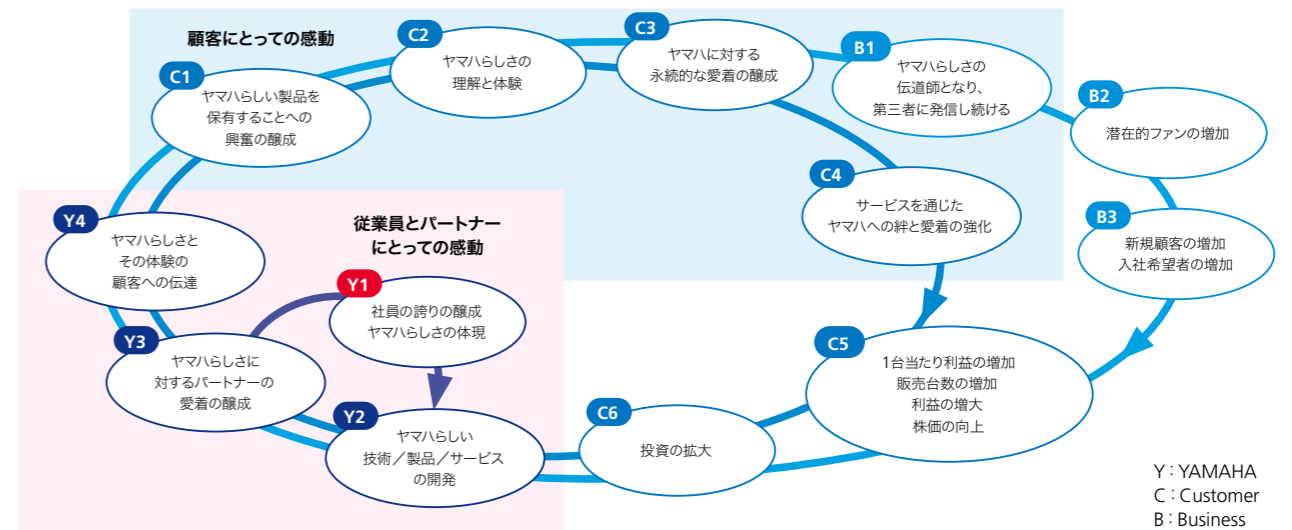 顧客にとっての感動
C1
ヤマハらしい製品を
保有することへの
興奮の醸成
C2
ヤマハらしさの
理解と体験
C3
ヤマハに対する
永続的な愛着の醸成
B1
ヤマハらしさの
伝道師となり、
第三者に発信し続ける
B2
潜在的ファンの増加
B3
新規顧客の増加
入社希望者の増加
C4
サービスを通じた
ヤマハへの絆と愛着の強化
従業員とパートナー
にとっての感動
Y4
ヤマハらしさと
その体験の
顧客への伝達
Y1
社員の誇りの醸成
ヤマハらしさの体現
Y3
ヤマハらしさに
対するパートナーの
愛着の醸成
Y2
ヤマハらしい
技術／製品／サービス
の開発
C6
投資の拡大
C5
1台当たり利益の増加
販売台数の増加
利益の増大
株価の向上
Y：YAMAHA
C：Customer
B：Business